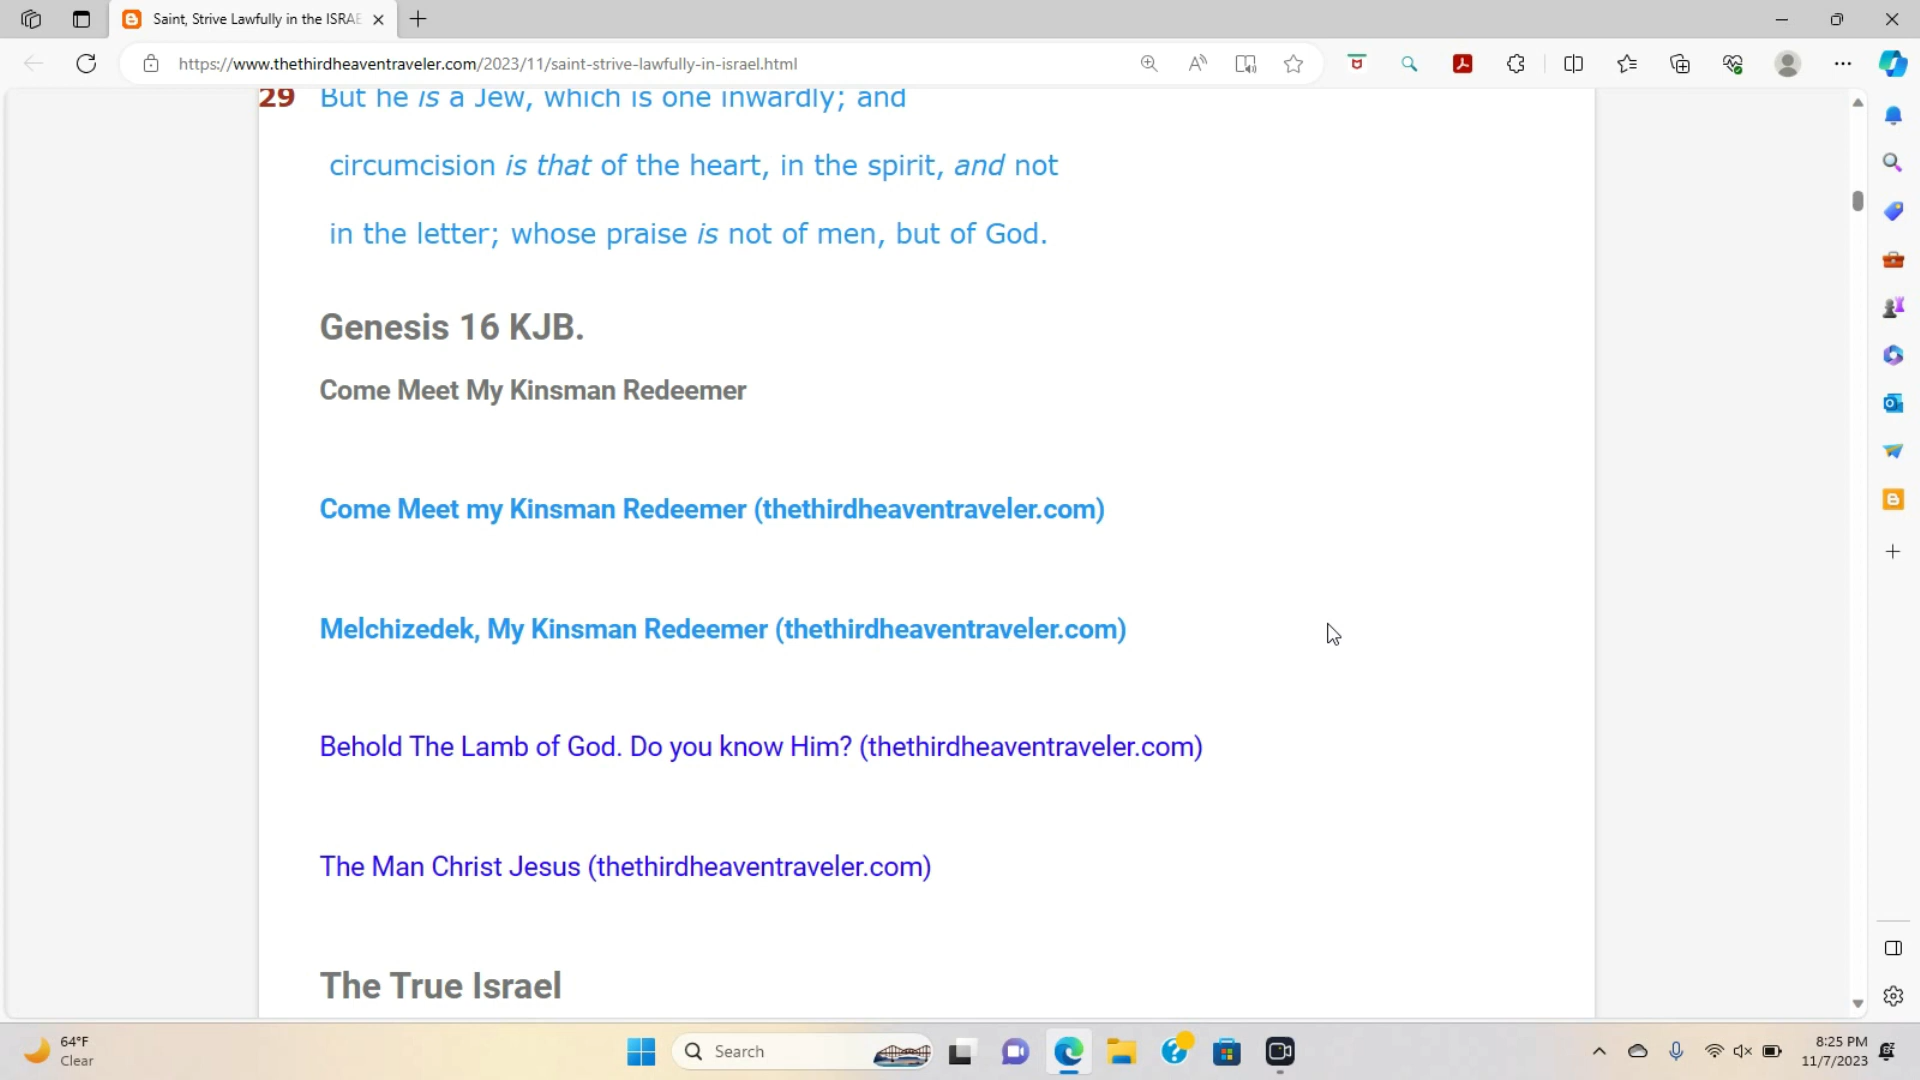 Saint, Strive Lawfully in the ISRAE
https://www.thethirdheaventraveler.com/2023/11/saint-strive-lawfully-in-israel.html
29 But he is a Jew, which is one inwardly; and
circumcision is that of the heart, in the spirit, and not
in the letter; whose praise is not of men, but of God.
Genesis 16 KJB.
Come Meet My Kinsman Redeemer
Come Meet my Kinsman Redeemer (thethirdheaventraveler.com)
Melchizedek, My Kinsman Redeemer (thethirdheaventraveler.com)
Behold The Lamb of God. Do you know Him? (thethirdheaventraveler.com)
The Man Christ Jesus (thethirdheaventraveler.com)
The True Israel
64°F
Clear
Search
8:25 PM
11/7/2023